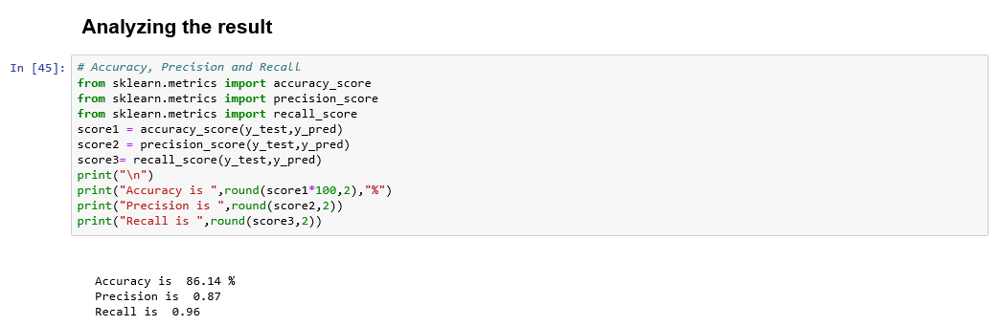 Analyzing the result
In [45]:
# Accuracy, Precision and Recall
from sklearn.metrics import accuracy_score
from sklearn.metrics import precision_score
from sklearn.metrics import recall_score
score1 = accuracy_score(y_test,y_pred)
score2 = precision_score(y_test,y_pred)
score3= recall_score(y_test,y_pred)
print("\n")
print("Accuracy is ",round(score1*100,2),"%")
print("Precision is ",round(score2,2))
print("Recall is ",round(score3,2))
Accuracy is  86.14 %
Precision is  0.87
Recall is  0.96